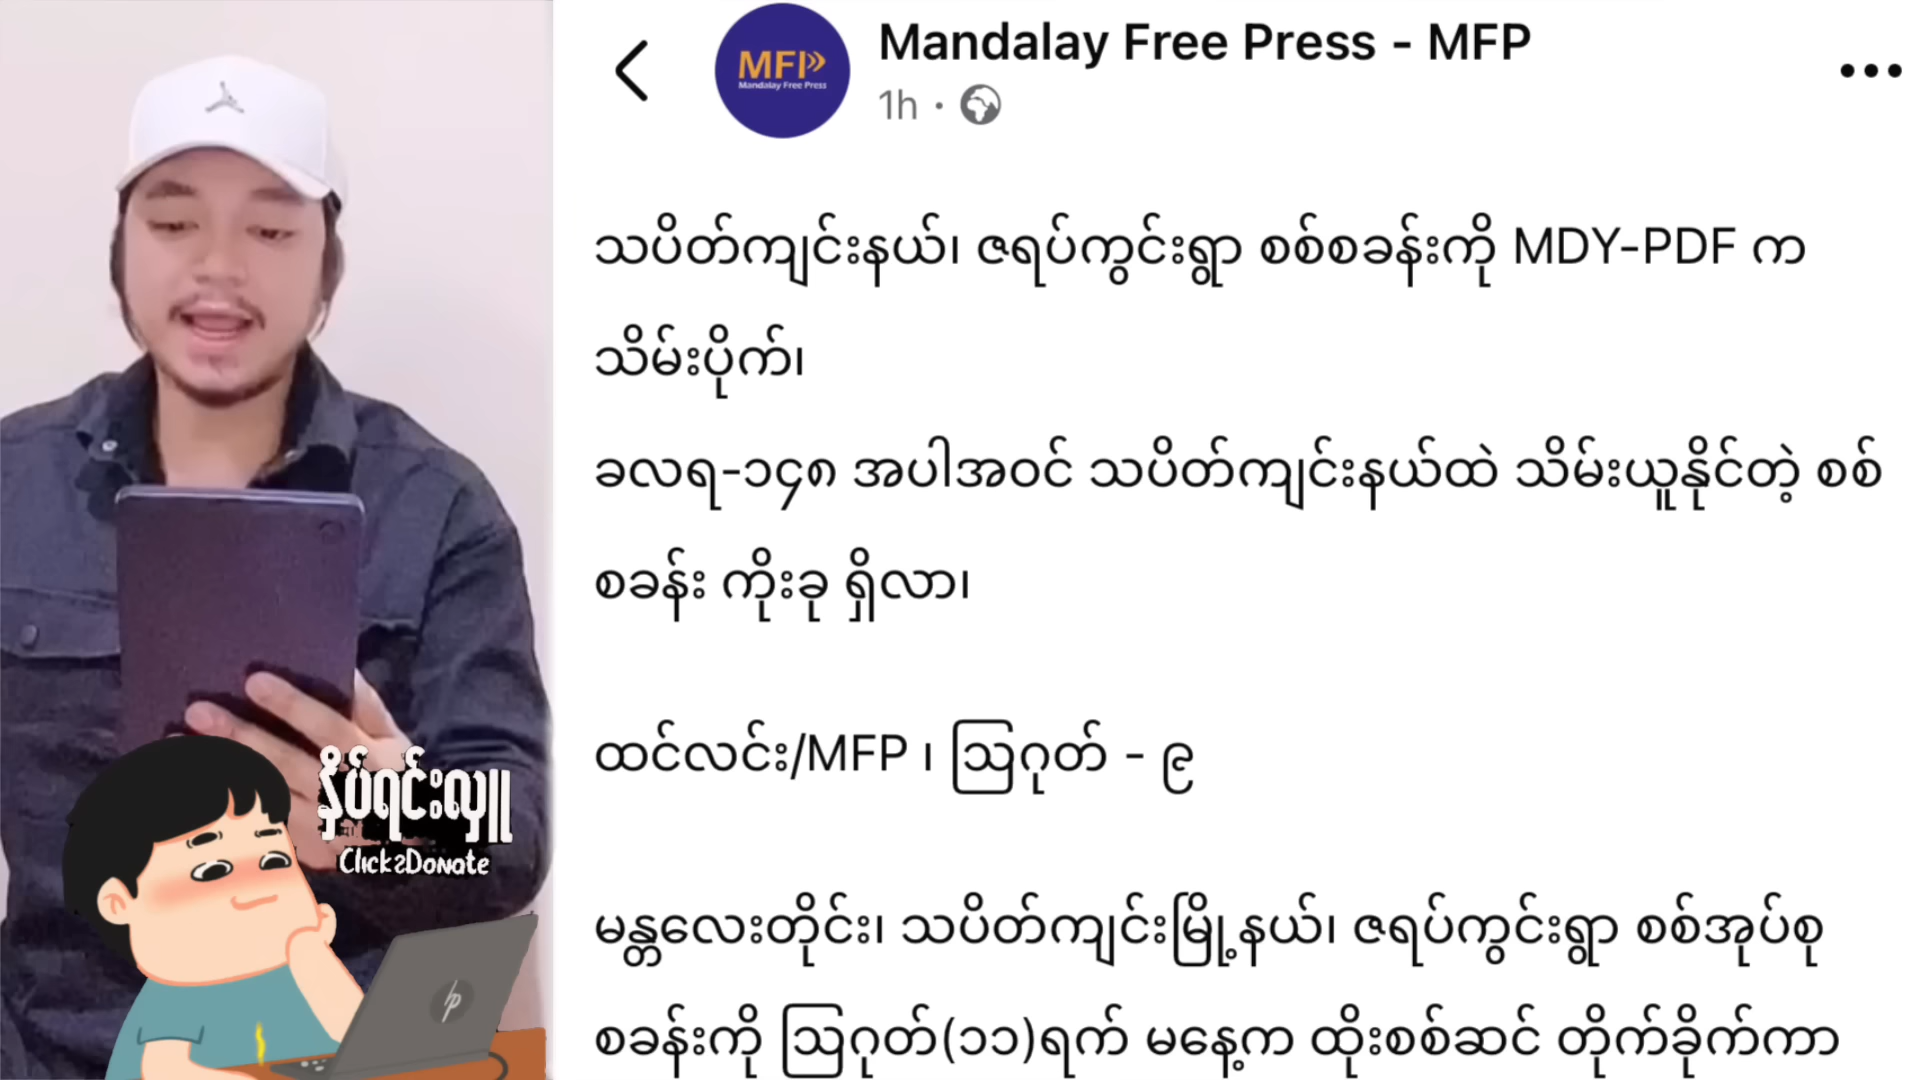 MFP
Mandalay Free Press
Mandalay Free Press - MFP
1h
သပိတ်ကျင်းနယ်၊ ဇရပ်ကွင်းရွာ စစ်စခန်းကို MDY-PDF က
သိမ်းပိုက်၊
ခလရ-၁၄၈ အပါအဝင် သပိတ်ကျင်းနယ်ထဲ သိမ်းယူနိုင်တဲ့ စစ်
စခန်း ကိုးခု ရှိလာ၊
ထင်လင်း/MFP ၊ ဩဂုတ် - ၉
မန္တလေးတိုင်း၊ သပိတ်ကျင်းမြို့နယ်၊ ဇရပ်ကွင်းရွာ စစ်အုပ်စု
စခန်းကို ဩဂုတ်(၁၁)ရက် မနေ့က ထိုးစစ်ဆင် တိုက်ခိုက်ကာ
နှိပ်ရင်းလှူ
Click2Donate
hp